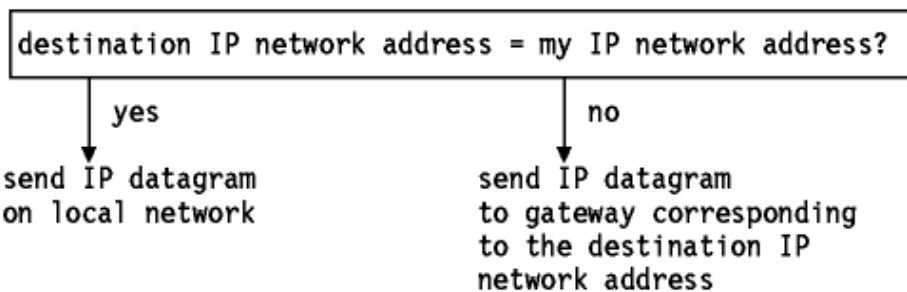 destination IP network address = my IP network address?
yes
no
send IP datagram
on local network
send IP datagram
to gateway corresponding
to the destination IP
network address